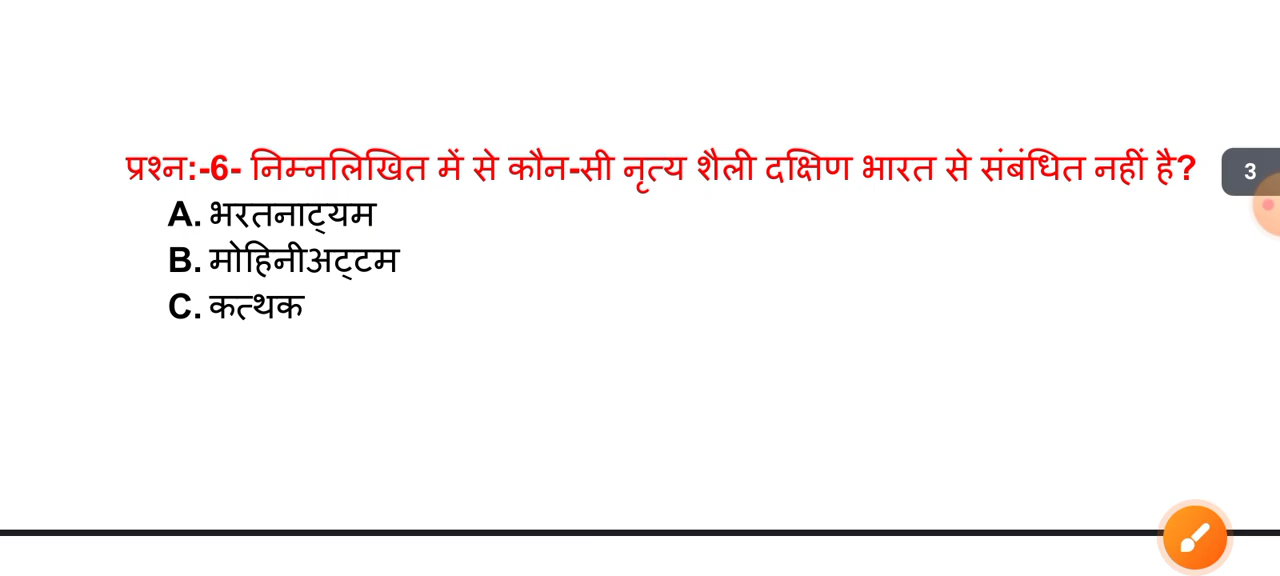 प्रश्न:-6- निम्नलिखित में से कौन-सी नृत्य शैली दक्षिण भारत से संबंधित नहीं है?
3
A. भरतनाट्यम
B. मोहिनीअट्टम
C. कत्थक